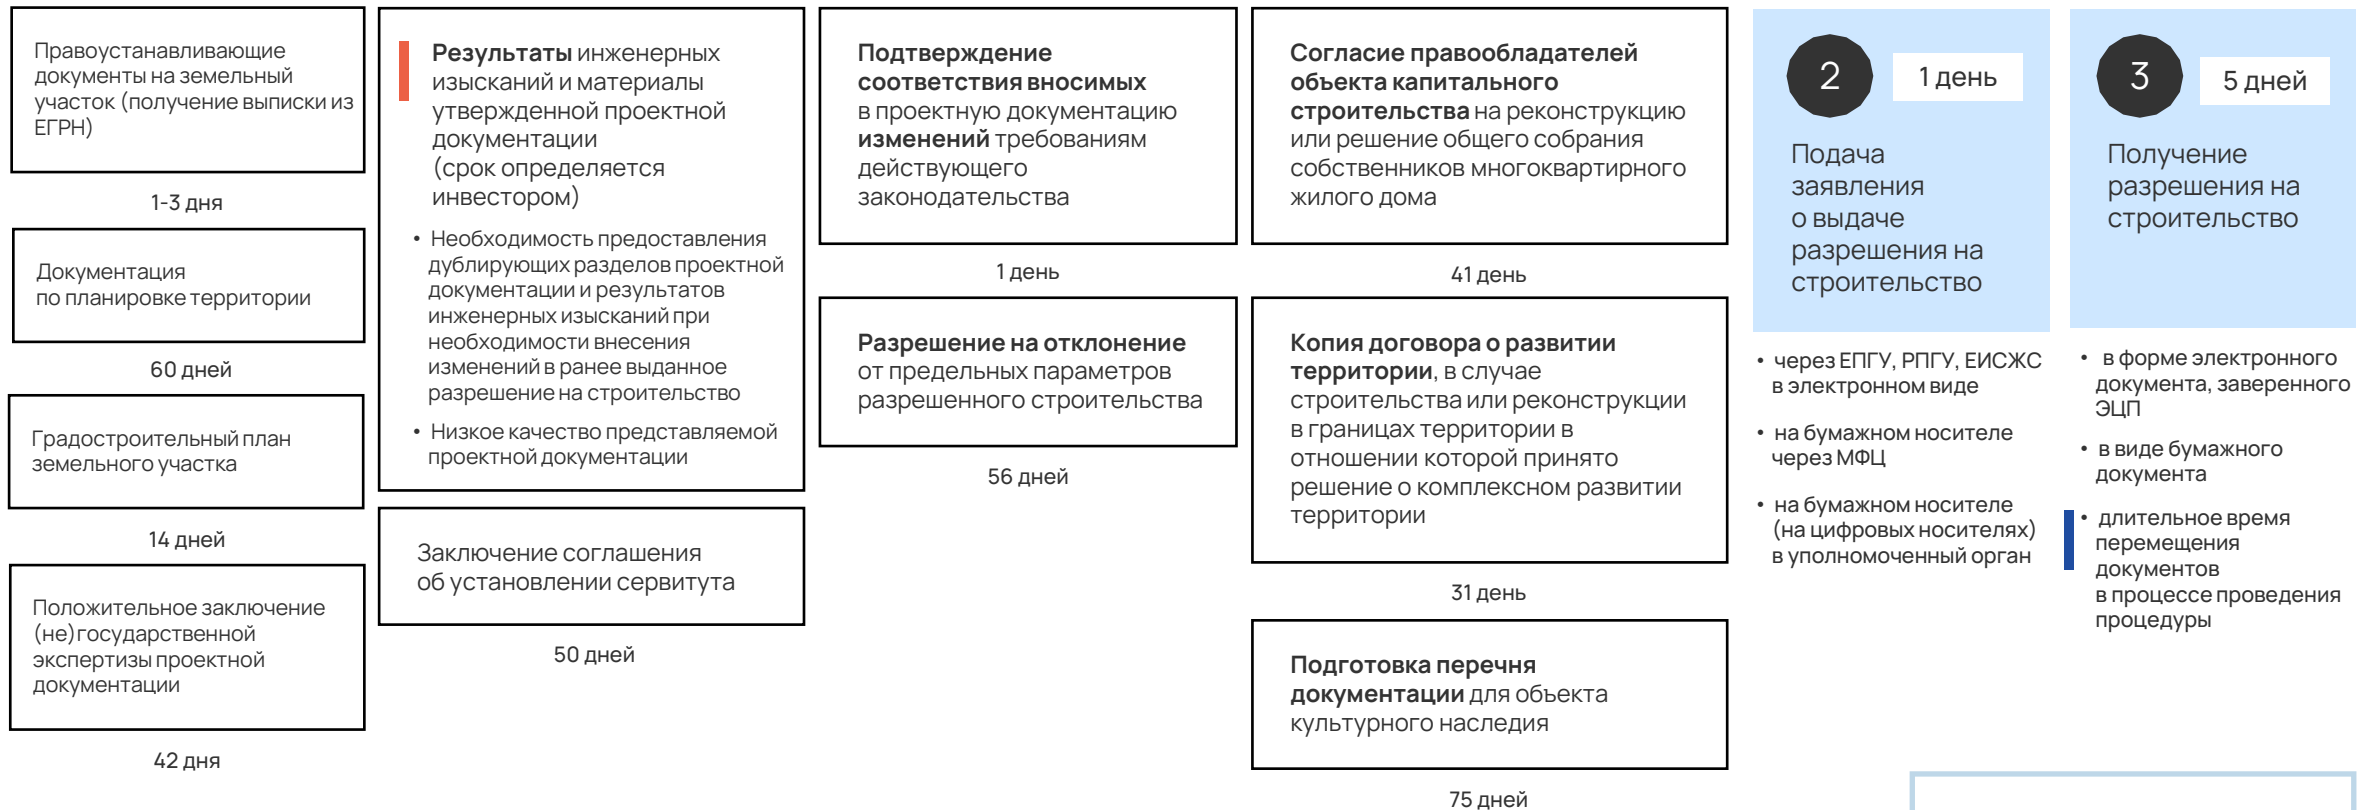 Правоустанавливающие
документы на земельный
участок (получение выписки из
ЕГРН)
1-3 дня
Документация
по планировке территории
60 дней
Градостроительный план
земельного участка
14 дней
Положительное заключение
(не)государственной
экспертизы проектной
документации
42 дня
Результаты инженерных
изысканий и материалы
утвержденной проектной
документации
(срок определяется
инвестором)
• Необходимость предоставления
дублирующих разделов проектной
документации и результатов
инженерных изысканий при
необходимости внесения
изменений в ранее выданное
разрешение на строительство
• Низкое качество представляемой
проектной документации
Заключение соглашения
об установлении сервитута
50 дней
Подтверждение
соответствия вносимых
в проектную документацию
изменений требованиям
действующего
законодательства
1 день
Разрешение на отклонение
от предельных параметров
разрешенного строительства
56 дней
Согласие правообладателей
объекта капитального
строительства на реконструкцию
или решение общего собрания
собственников многоквартирного
жилого дома
41 день
Копия договора о развитии
территории, в случае
строительства или реконструкции
в границах территории в
отношении которой принято
решение о комплексном развитии
территории
31 день
Подготовка перечня
документации для объекта
культурного наследия
75 дней
2
1 день
Подача
заявления
о выдаче
разрешения на
строительство
• через ЕПГУ, РПГУ, ЕИСЖС
в электронном виде
• на бумажном носителе
через МФЦ
• на бумажном носителе
(на цифровых носителях)
в уполномоченный орган
3
5 дней
Получение
разрешения на
строительство
• в форме электронного
документа, заверенного
ЭЦП
• в виде бумажного
документа
• длительное время
перемещения
документов
в процессе проведения
процедуры